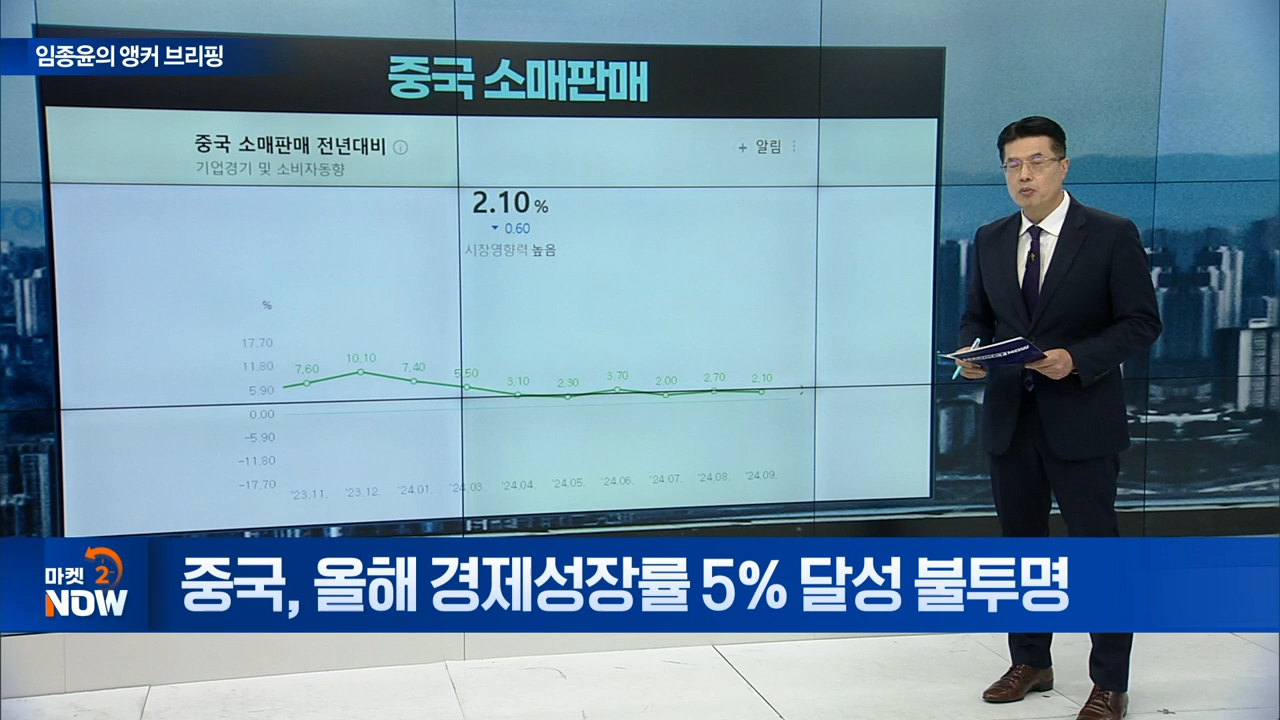 임종윤의 앵커 브리핑
중국 소매판매
중국 소매판매 전년대비
+ 알림
기업경기 및 소비자동향
2.10 %
▼ 0.60
시장영향력 높음
%
17.70
11.80
5.90
0.00
-5.90
-11.80
-17.70
7.60 10.10 7.40 5.50 3.10 2.30 3.70 2.00 2.70 2.10
'23.11. '23.12. '24.01. '24.03. '24.04. '24.05. '24.06. '24.07. '24.08. '24.09.
마켓 2
NOW
중국, 올해 경제성장률 5% 달성 불투명